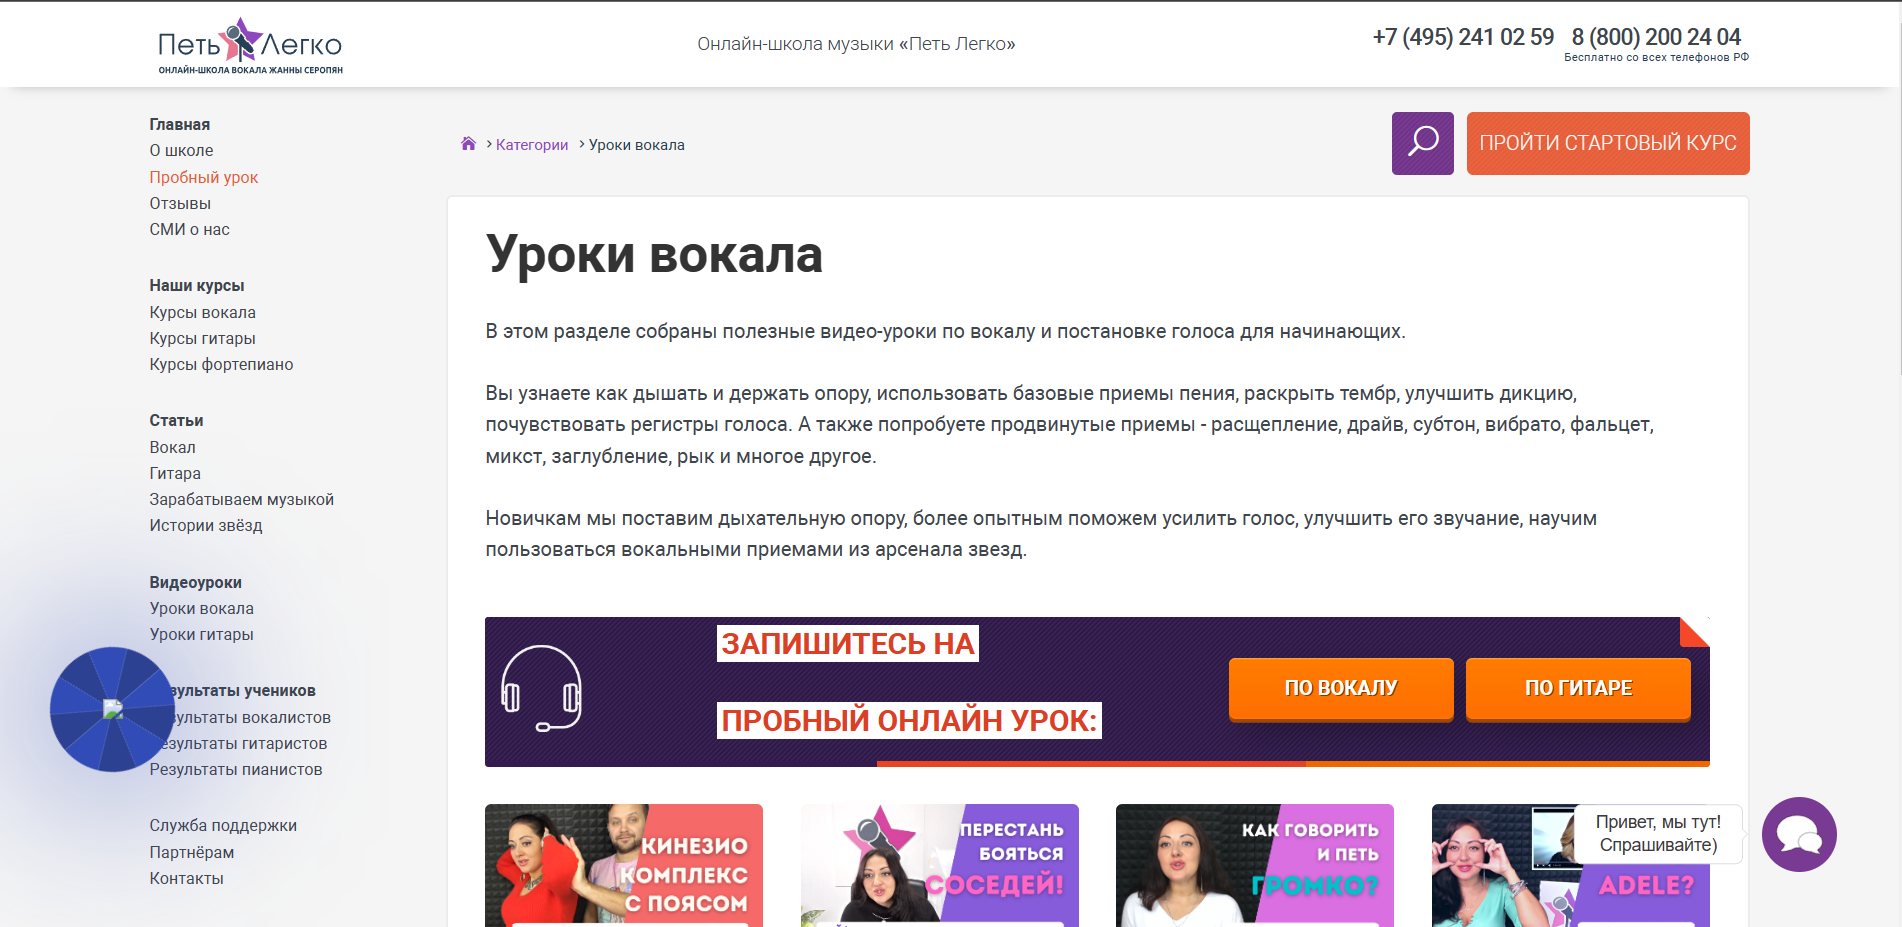 Петь Легко
ОНЛАЙН-ШКОЛА ВОКАЛА ЖАННЫ СЕРОПЯН
Онлайн-школа музыки «Петь Легко»
+7 (495) 241 02 59
8 (800) 200 24 04
Бесплатно со всех телефонов РФ
Главная
О школе
Пробный урок
Отзывы
СМИ о нас
Наши курсы
Курсы вокала
Курсы гитары
Курсы фортепиано
Статьи
Вокал
Гитара
Зарабатываем музыкой
Истории звёзд
Видеоуроки
Уроки вокала
Уроки гитары
зультаты учеников
зультаты вокалистов
езультаты гитаристов
Результаты пианистов
Служба поддержки
Партнёрам
Контакты
Категории
Уроки вокала
ПРОЙТИ СТАРТОВЫЙ КУРС
Уроки вокала
В этом разделе собраны полезные видео-уроки по вокалу и постановке голоса для начинающих.
Вы узнаете как дышать и держать опору, использовать базовые приемы пения, раскрыть тембр, улучшить дикцию,
почувствовать регистры голоса. А также попробуете продвинутые приемы - расщепление, драйв, субтон, вибрато, фальцет,
микст, заглубление, рык и многое другое.
Новичкам мы поставим дыхательную опору, более опытным поможем усилить голос, улучшить его звучание, научим
пользоваться вокальными приемами из арсенала звезд.
ЗАПИШИТЕСЬ НА
ПРОБНЫЙ ОНЛАЙН УРОК:
ПО ВОКАЛУ
ПО ГИТАРЕ
КИНЕЗИО
КОМПЛЕКС
С ПОЯСОМ
ПЕРЕСТАНЬ
БОЯТЬСЯ
СОСЕДЕЙ!
КАК ГОВОРИТЬ
И ПЕТЬ
ГРОМКО?
ADELE?
Привет, мы тут!
Спрашивайте)